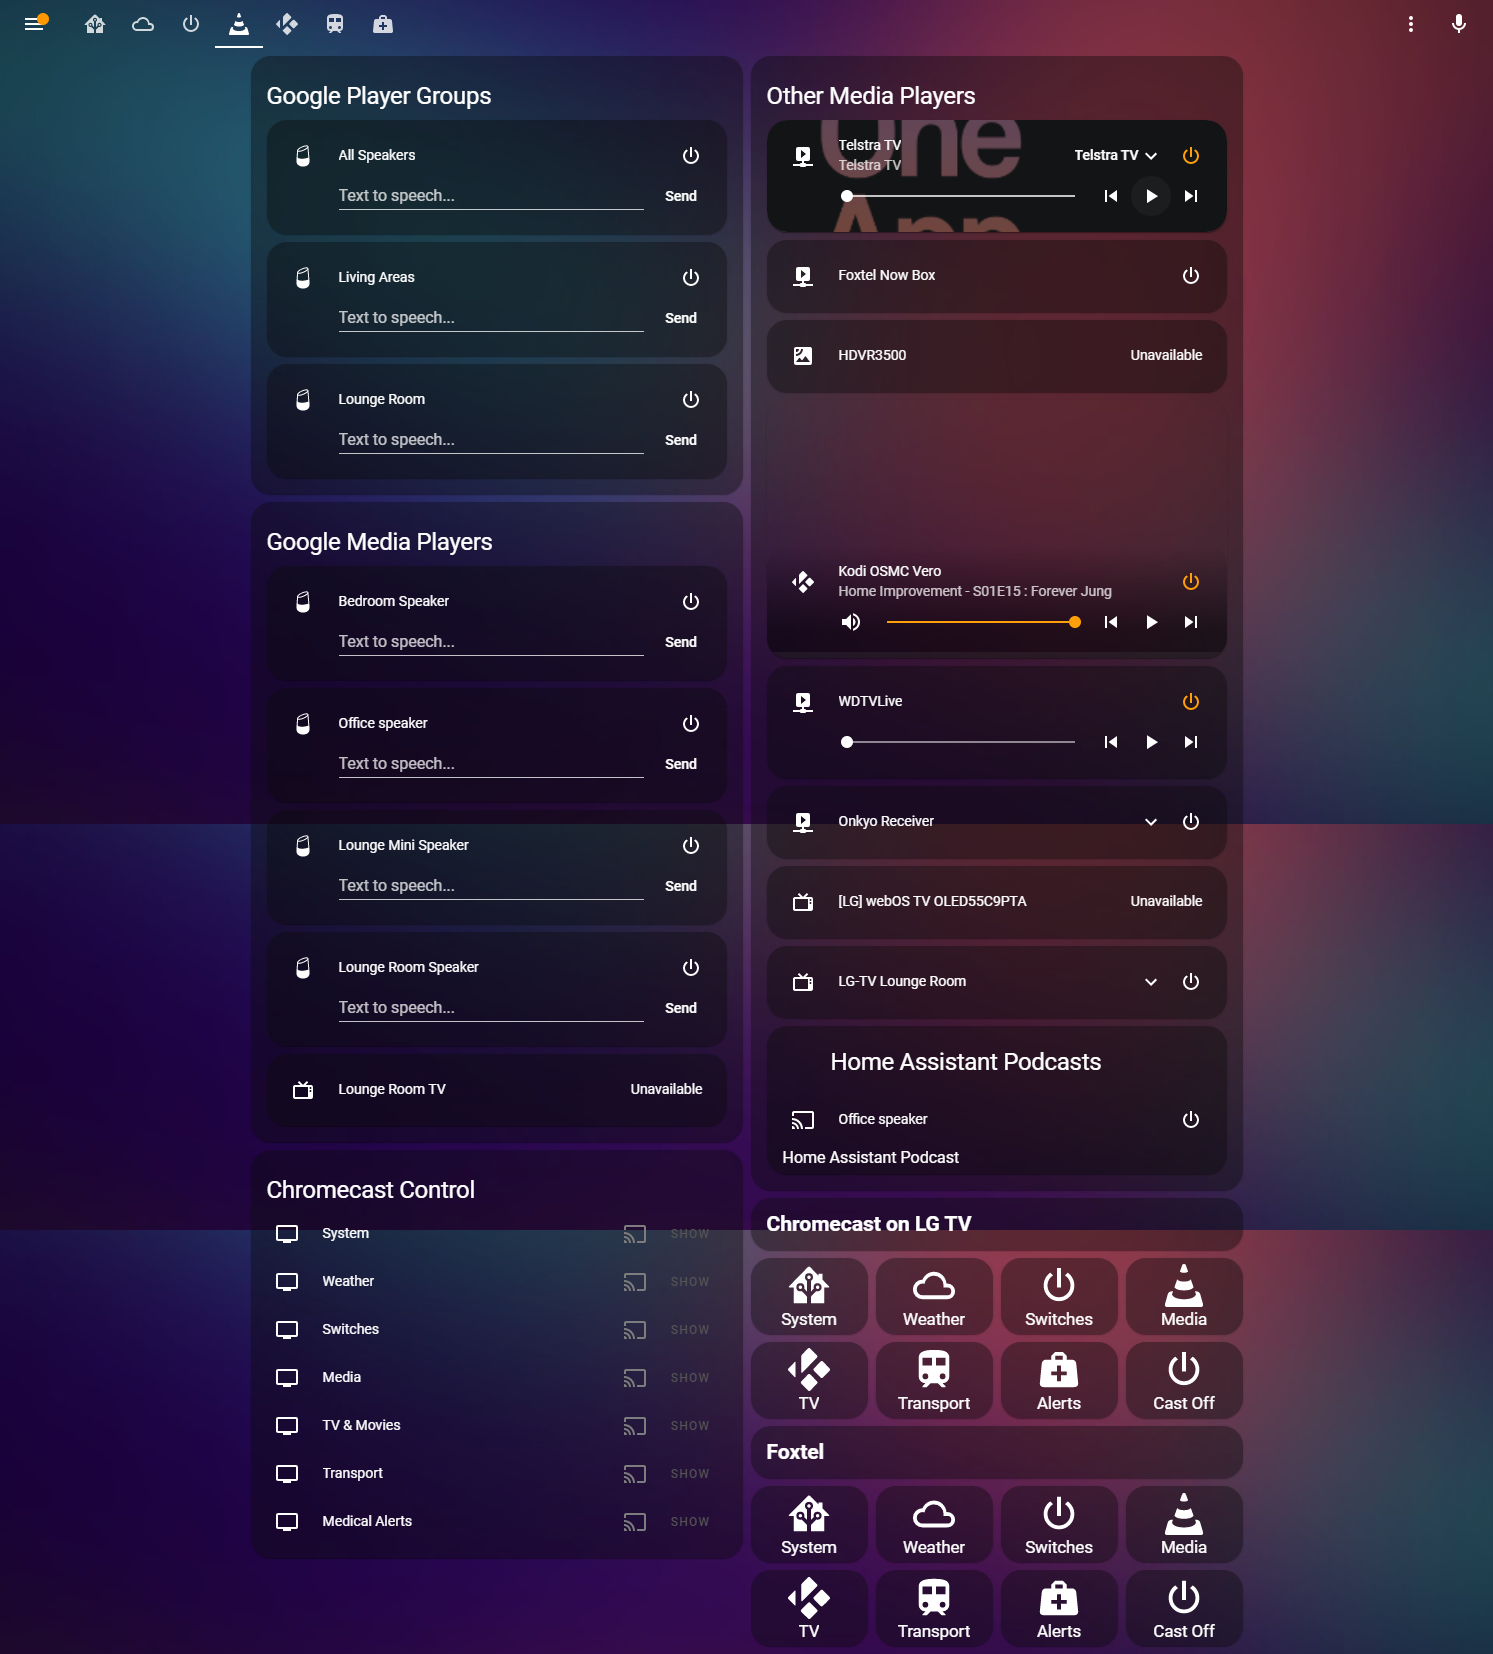 Google Player Groups
All Speakers
Text to speech...
Send
Living Areas
Text to speech...
Send
Lounge Room
Text to speech...
Send
Google Media Players
Bedroom Speaker
Text to speech...
Send
Office speaker
Text to speech...
Send
Lounge Mini Speaker
Text to speech...
Send
Lounge Room Speaker
Text to speech...
Send
Lounge Room TV
Unavailable
Chromecast Control
System
SHOW
Weather
SHOW
Switches
SHOW
Media
SHOW
TV & Movies
SHOW
Transport
SHOW
Medical Alerts
SHOW
Other Media Players
One
App
Telstra TV
Telstra TV
Telstra TV
Foxtel Now Box
HDVR3500
Unavailable
Kodi OSMC Vero
Home Improvement - S01E15 : Forever Jung
WDTVLive
Onkyo Receiver
[LG] webOS TV OLED55C9PTA
Unavailable
LG-TV Lounge Room
Home Assistant Podcasts
Office speaker
Home Assistant Podcast
Chromecast on LG TV
System
Weather
Switches
Media
TV
Transport
Alerts
Cast Off
Foxtel
System
Weather
Switches
Media
TV
Transport
Alerts
Cast Off